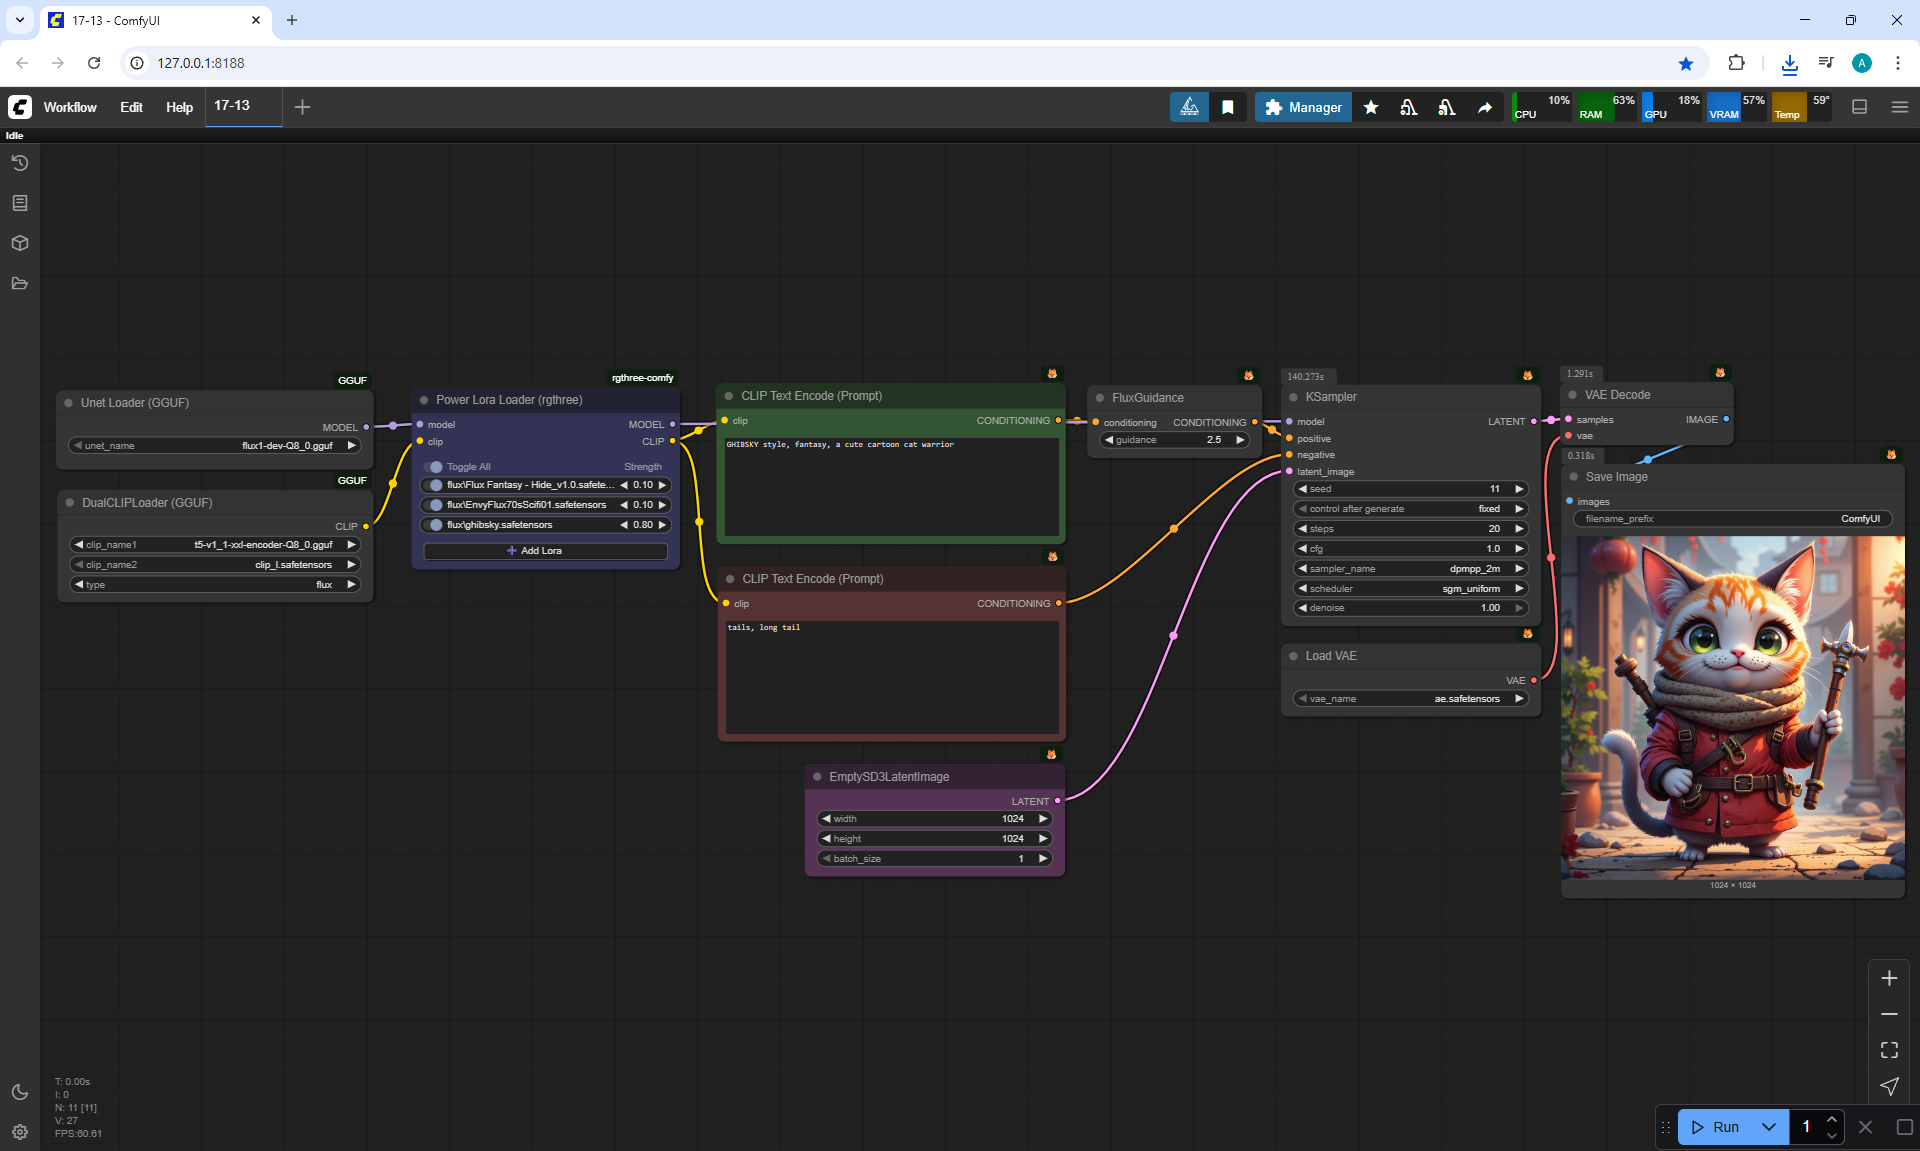 17-13 - ComfyUI
127.0.0.1:8188
A
Workflow
Edit
Help
17-13
Manager
10%
CPU
63%
RAM
18%
GPU
57%
VRAM
59°
Temp
Idle
GGUF
Unet Loader (GGUF)
MODEL
unet_name
flux1-dev-Q8_0.gguf
GGUF
DualCLIPLoader (GGUF)
CLIP
clip_name1
t5-v1_1-xxl-encoder-Q8_0.gguf
clip_name2
clip_l.safetensors
type
flux
rgthree-comfy
Power Lora Loader (rgthree)
model
MODEL
clip
CLIP
Toggle All
Strength
flux\Flux Fantasy - Hide_v1.0.safete...
0.10
flux\EnvyFlux70sScifi01.safetensors
0.10
flux\ghibsky.safetensors
0.80
Add Lora
CLIP Text Encode (Prompt)
clip
CONDITIONING
GHIBSKY style, fantasy, a cute cartoon cat warrior
CLIP Text Encode (Prompt)
clip
CONDITIONING
tails, long tail
EmptySD3LatentImage
LATENT
width
1024
height
1024
batch_size
1
FluxGuidance
conditioning
CONDITIONING
guidance
2.5
140.273s
KSampler
model
LATENT
positive
negative
latent_image
seed
11
control after generate
fixed
steps
20
cfg
1.0
sampler_name
dpmpp_2m
scheduler
sgm_uniform
denoise
1.00
Load VAE
VAE
vae_name
ae.safetensors
1.291s
VAE Decode
samples
IMAGE
vae
0.318s
Save Image
images
filename_prefix
ComfyUI
1024 × 1024
T: 0.00s
I: 0
N: 11 [11]
V: 27
FPS:60.61
Run
1